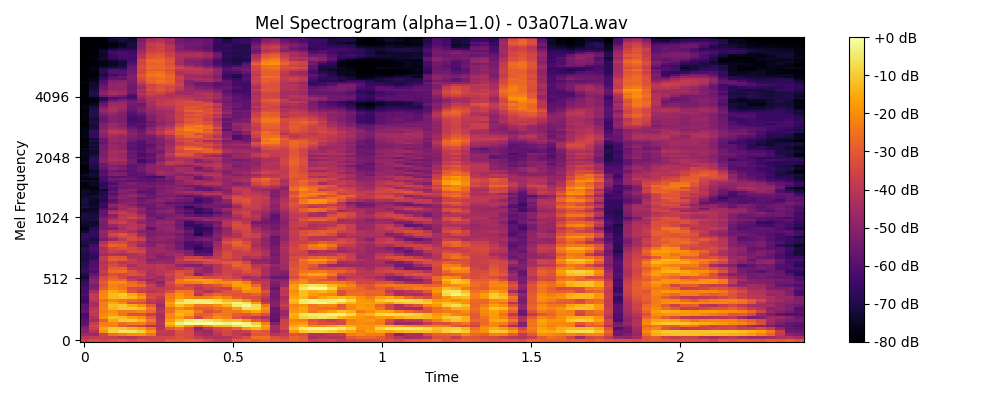 Mel Spectrogram (alpha=1.0) - 03a07La.wav
Mel Frequency
4096
2048
1024
512
0
0
0.5
1
1.5
2
Time
+0 dB
-10 dB
-20 dB
-30 dB
-40 dB
-50 dB
-60 dB
-70 dB
-80 dB